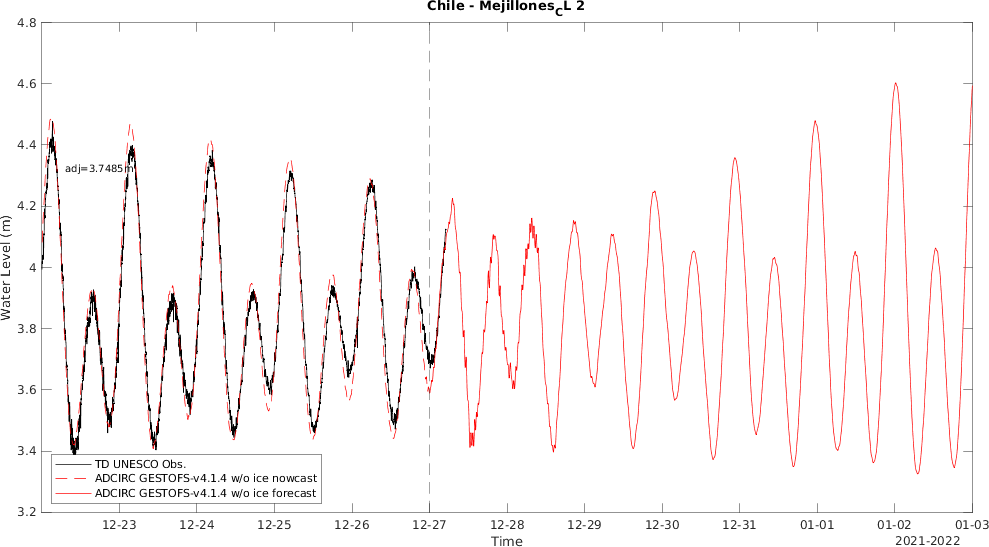 Chile - Mejillones_CL 2
4.8
4.6
4.4
4.2
4
3.8
3.6
3.4
3.2
Water Level (m)
adj=3.7485m
TD UNESCO Obs.
ADCIRC GESTOFS-v4.1.4 w/o ice nowcast
ADCIRC GESTOFS-v4.1.4 w/o ice forecast
12-23 12-24 12-25 12-26 12-27 12-28 12-29 12-30 12-31 01-01 01-02 01-03
Time
2021-2022